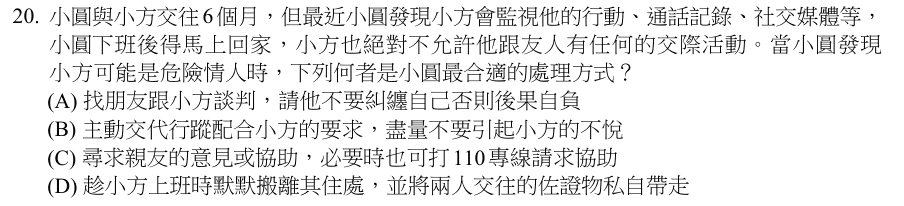 20. 小圓與小方交往6個月，但最近小圓發現小方會監視他的行動、通話記錄、社交媒體等，
小圓下班後得馬上回家，小方也絕對不允許他跟友人有任何的交際活動。當小圓發現
小方可能是危險情人時，下列何者是小圓最合適的處理方式？
(A) 找朋友跟小方談判，請他不要糾纏自己否則後果自負
(B) 主動交代行蹤配合小方的要求，盡量不要引起小方的不悅
(C) 尋求親友的意見或協助，必要時也可打110專線請求協助
(D) 趁小方上班時默默搬離其住處，並將兩人交往的佐證物私自帶走